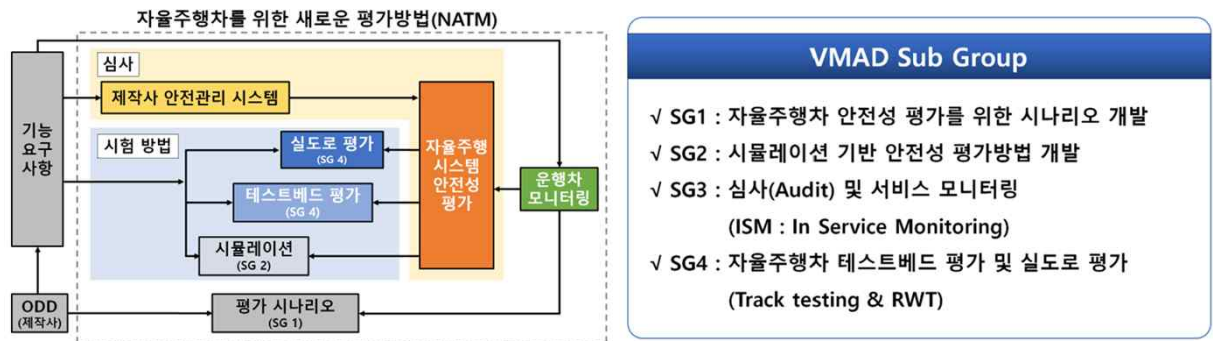 자율주행차를 위한 새로운 평가방법(NATM)
심사
제작사 안전관리 시스템
기능
요구
사항
시험 방법
실도로 평가
(SG 4)
테스트베드 평가
(SG 4)
시뮬레이션
(SG 2)
자율주행
시스템
안전성
평가
운행차
모니터링
ODD
(제작사)
평가 시나리오
(SG 1)
VMAD Sub Group
√ SG1 : 자율주행차 안전성 평가를 위한 시나리오 개발
√ SG2 : 시뮬레이션 기반 안전성 평가방법 개발
√ SG3 : 심사(Audit) 및 서비스 모니터링
(ISM : In Service Monitoring)
√ SG4 : 자율주행차 테스트베드 평가 및 실도로 평가
(Track testing & RWT)